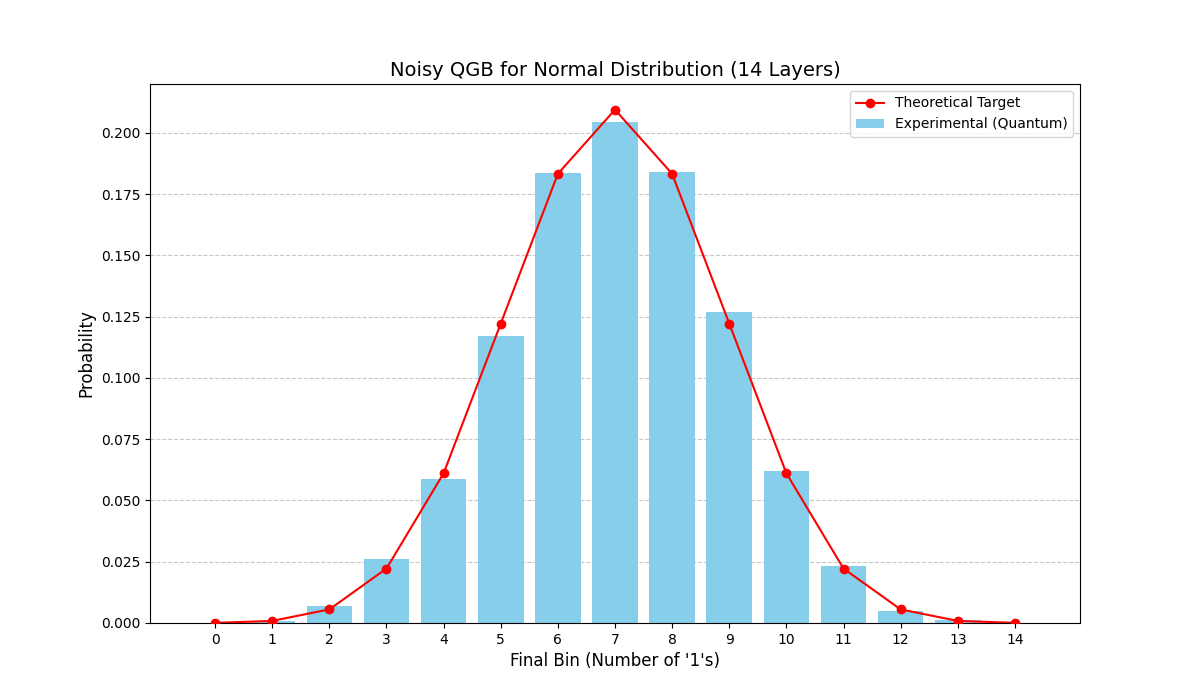 Noisy QGB for Normal Distribution (14 Layers)
Theoretical Target
Experimental (Quantum)
Probability
0.200
0.175
0.150
0.125
0.100
0.075
0.050
0.025
0.000
0 1 2 3 4 5 6 7 8 9 10 11 12 13 14
Final Bin (Number of '1's)